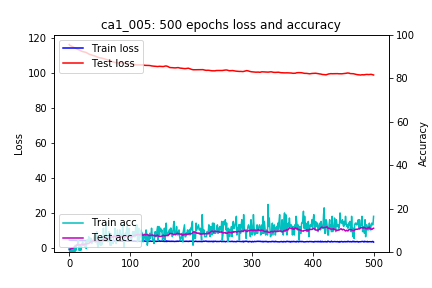 ca1_005: 500 epochs loss and accuracy
Train loss
Test loss
Train acc
Test acc
Loss
Accuracy
120
100
80
60
40
20
0
100
80
60
40
20
0
0
100
200
300
400
500